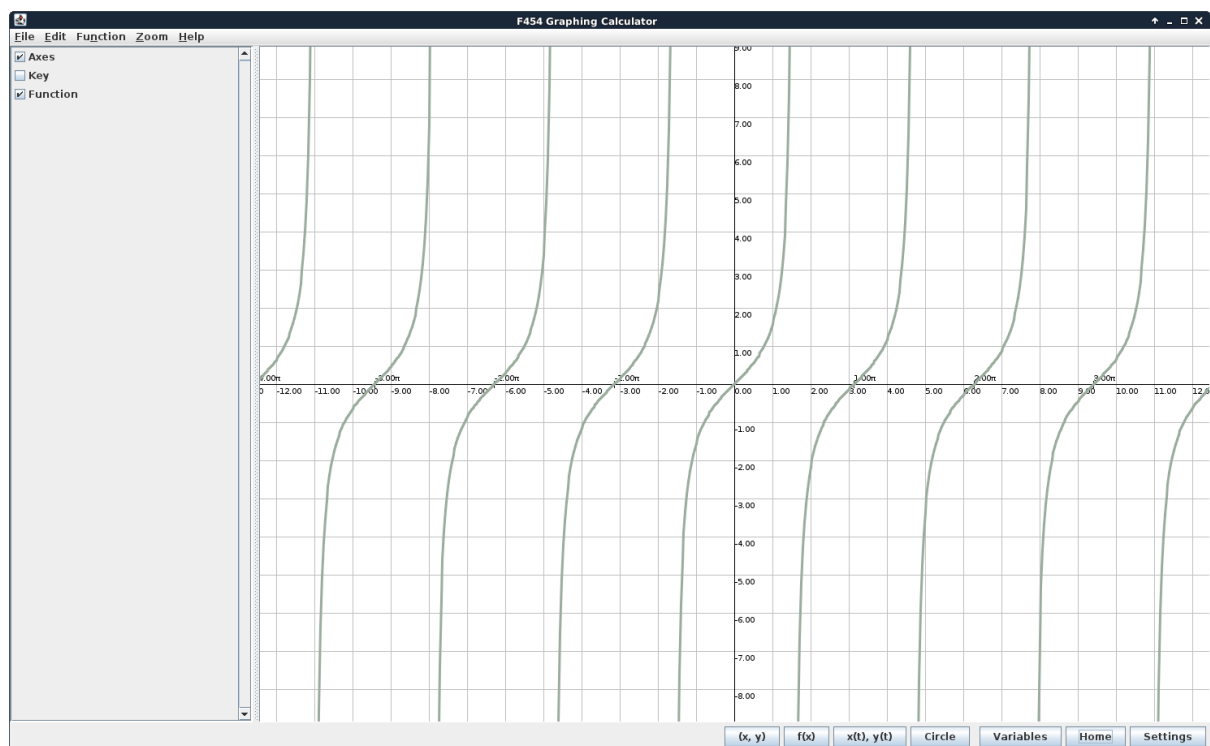 F454 Graphing Calculator
File Edit Function Zoom Help
Axes
Key
Function
9.00
8.00
7.00
6.00
5.00
4.00
3.00
2.00
1.00
-2.00π -1.00π 1.00π 2.00π 3.00π
-12.00 -11.00 -10.00 -9.00 -8.00 -7.00 -6.00 -5.00 -4.00 -3.00 -2.00 -1.00 0.00 1.00 2.00 3.00 4.00 5.00 6.00 7.00 8.00 9.00 10.00 11.00
-1.00
-2.00
-3.00
-4.00
-5.00
-6.00
-7.00
-8.00
(x, y) f(x) x(t), y(t) Circle Variables Home Settings